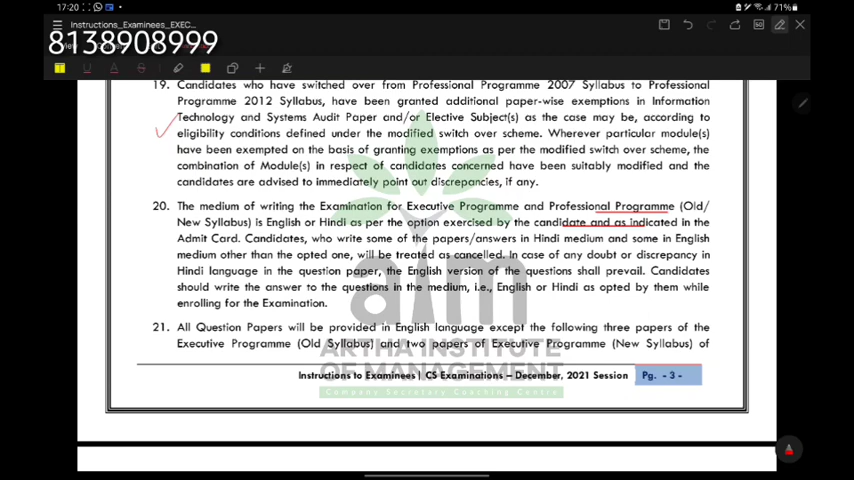 17:20
71%
Instructions_Examinees_EXEC...
8138908999
19. Candidates who have switched over from Professional Programme 2007 Syllabus to Professional
Programme 2012 Syllabus, have been granted additional paper-wise exemptions in Information
Technology and Systems Audit Paper and/or Elective Subject(s) as the case may be, according to
eligibility conditions defined under the modified switch over scheme. Wherever particular module(s)
have been exempted on the basis of granting exemptions as per the modified switch over scheme, the
combination of Module(s) in respect of candidates concerned have been suitably modified and the
candidates are advised to immediately point out discrepancies, if any.
20. The medium of writing the Examination for Executive Programme and Professional Programme (Old/
New Syllabus) is English or Hindi as per the option exercised by the candidate and as indicated in the
Admit Card. Candidates, who write some of the papers/answers in Hindi medium and some in English
medium other than the opted one, will be treated as cancelled. In case of any doubt or discrepancy in
Hindi language in the question paper, the English version of the questions shall prevail. Candidates
should write the answer to the questions in the medium, i.e., English or Hindi as opted by them while
enrolling for the Examination.
aim
21. All Question Papers will be provided in English language except the following three papers of the
Executive Programme (Old Syllabus) and two papers of Executive Programme (New Syllabus) of
ARTHA INSTITUTE
OF MANAGEMENT
Instructions to Examinees | CS Examinations – December, 2021 Session Pg. - 3 -
Company Secretary Coaching Centre